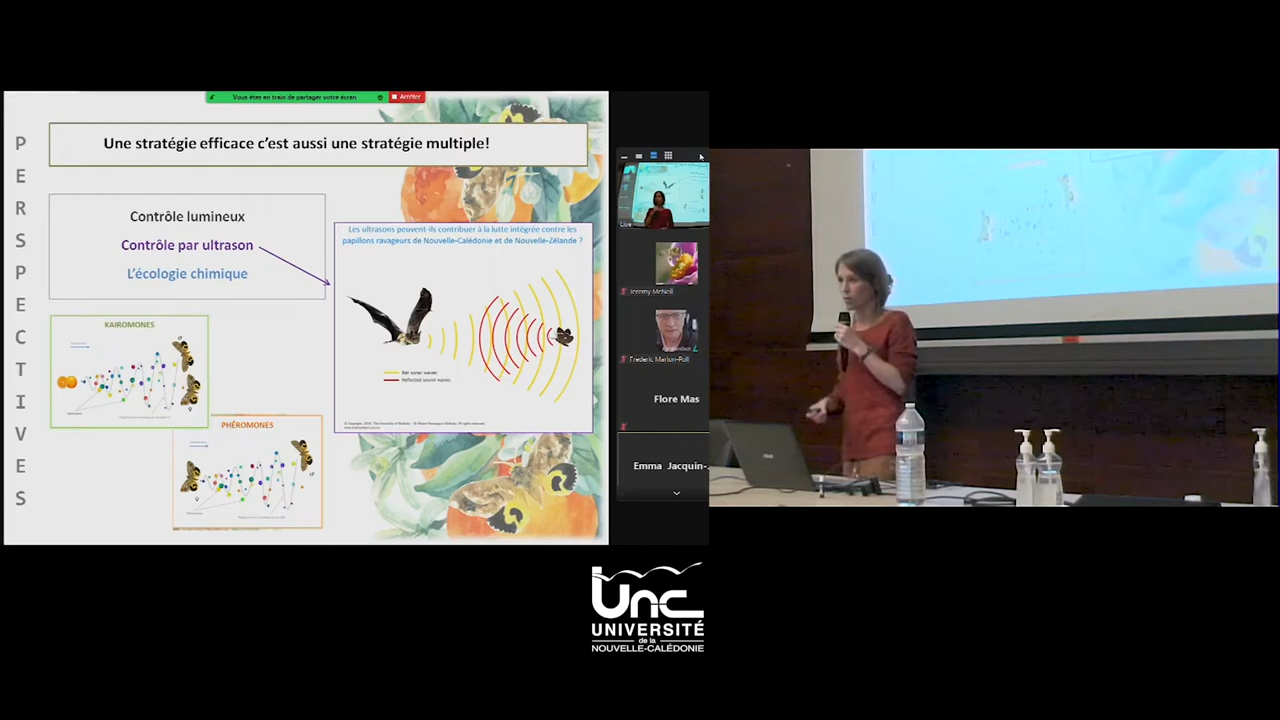 Vous êtes en train de partager votre écran
Arrêter
PERSPECTIVES
Une stratégie efficace c'est aussi une stratégie multiple!
Contrôle lumineux
Contrôle par ultrason
L'écologie chimique
Les ultrasons peuvent-ils contribuer à la lutte intégrée contre les
papillons ravageurs de Nouvelle-Calédonie et de Nouvelle-Zélande ?
Bat sonar waves
Reflected sound waves
KAIROMONES
PHÉROMONES
Live
Jeremy McNeil
Frederic Marion-Poll
Flore Mas
Emma Jacquin-
Unc
UNIVERSITÉ
de la
NOUVELLE-CALÉDONIE